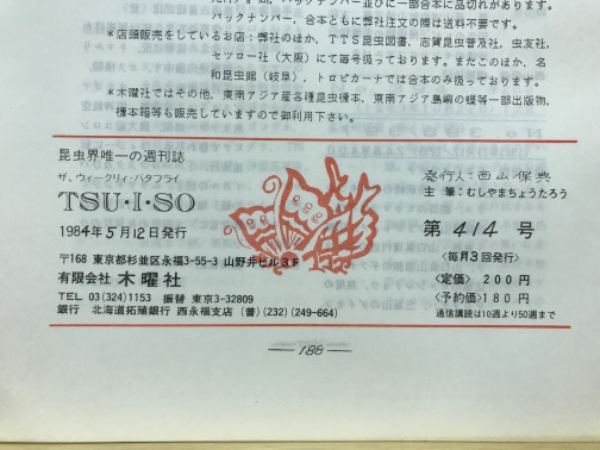 バックナンバー，合本ともに弊社注文の際は送料不要です。
＊店頭販売をしているお店：弊社のほか，TTS昆虫図書，志賀昆虫普及社，虫友社，
セツロー社（大阪）にて毎号扱っております。またこのほか，名
和昆虫館（岐阜），トロピカーナでは合本のみ扱っております。
＊木曜社ではその他，東南アジア産各種昆虫標本，東南アジア島嶼の蝶等一部出版物，
標本箱等も販売していますので御利用下さい。
昆虫界唯一の週刊誌
ザ、ウィークリィ・バタフライ
TSU・I・SO
1984年5月12日発行
〒168 東京都杉並区永福3-55-3 山野井ビル3F
有限会社 木曜社
TEL 03(324)1153 振替 東京3-32809
銀行 北海道拓殖銀行 西永福支店 (普)(232)(249-664)
発行人：西山保典
主筆：むしやまちょうたろう
第 414 号
〈毎月3回発行〉
〈定価〉 200円
〈予約価〉180円
通信購読は10週より50週まで
— 188 —